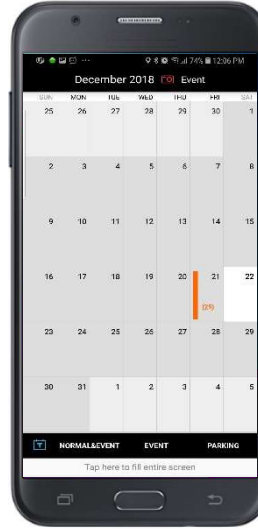 74% 12:06 PM
December 2018 Event
SUN MON TUE WED THU FRI SAT
25 26 27 28 29 30 1
2 3 4 5 6 7 8
9 10 11 12 13 14 15
16 17 18 19 20 21 22
(29)
23 24 25 26 27 28 29
30 31 1 2 3 4 5
NORMAL&EVENT EVENT PARKING
Tap here to fill entire screen